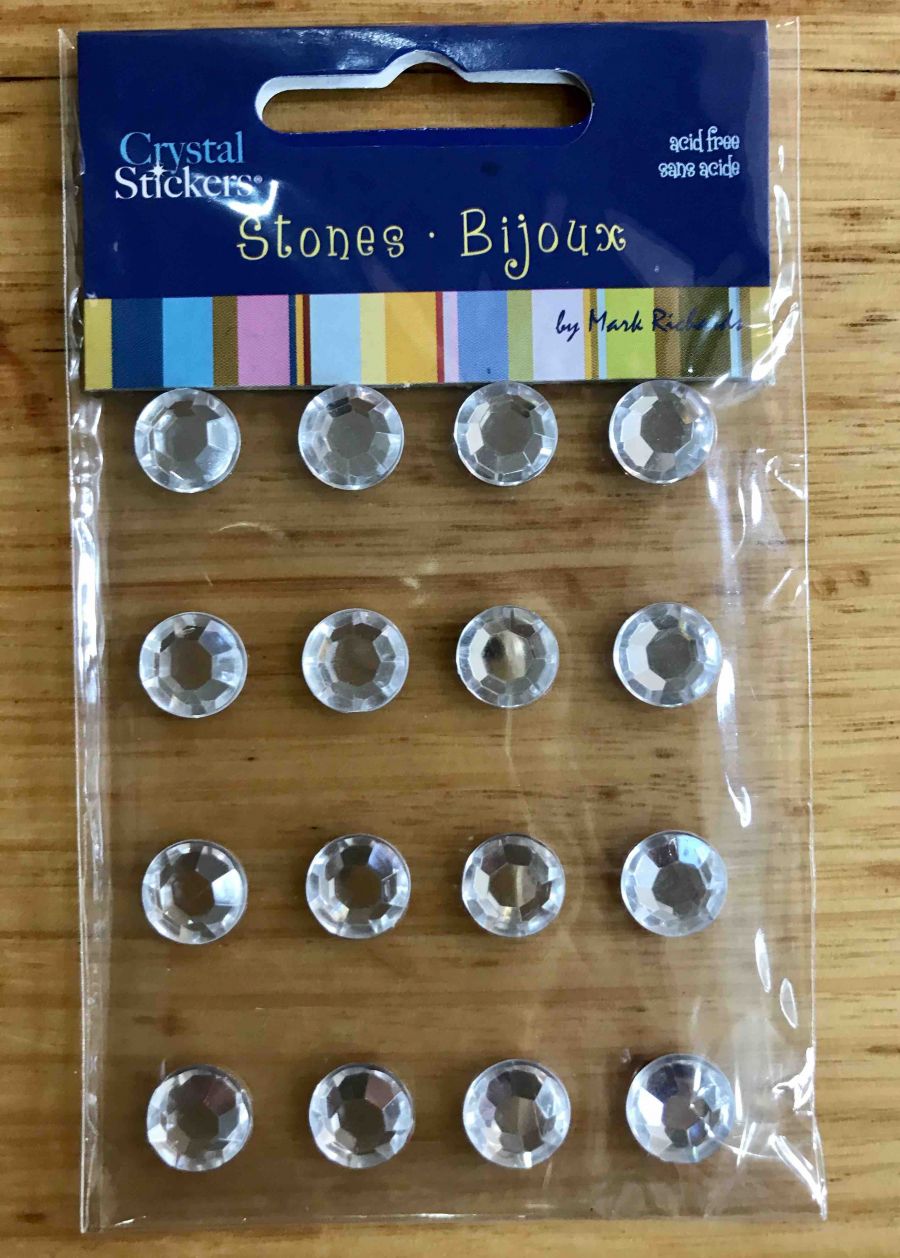 Crystal
Stickers®
acid free
sans acide
Stones · Bijoux
by Mark Richards